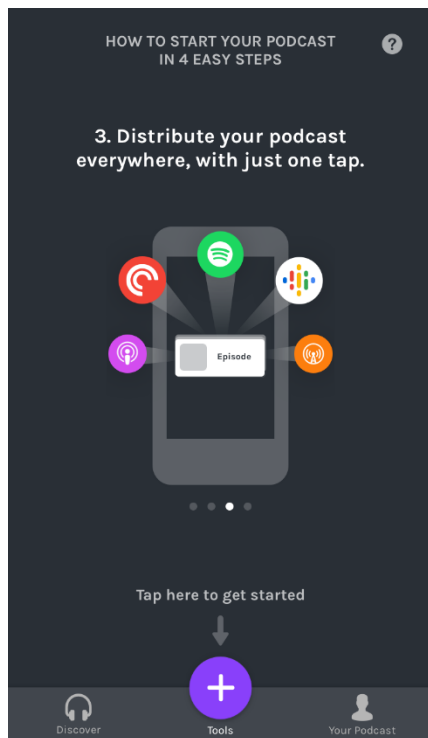 HOW TO START YOUR PODCAST
IN 4 EASY STEPS
?
3. Distribute your podcast
everywhere, with just one tap.
Episode
Tap here to get started
Discover
Tools
Your Podcast